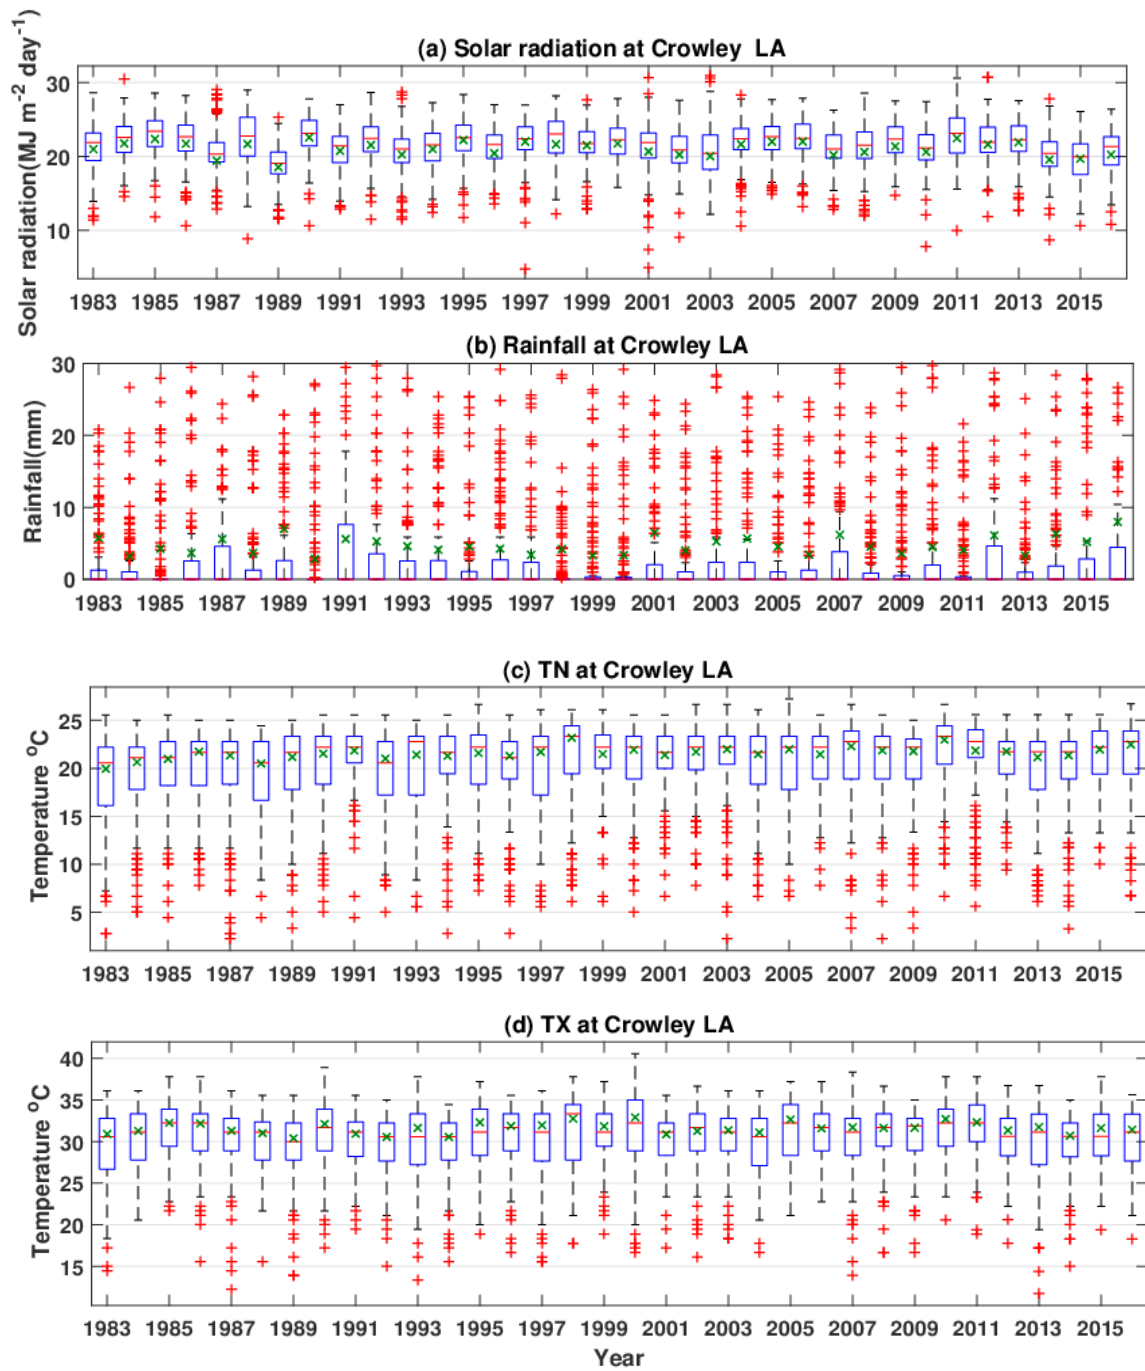 (a) Solar radiation at Crowley LA
Solar radiation(MJ m⁻² day⁻¹)
30
20
10
1983 1985 1987 1989 1991 1993 1995 1997 1999 2001 2003 2005 2007 2009 2011 2013 2015
(b) Rainfall at Crowley LA
Rainfall(mm)
30
20
10
0
1983 1985 1987 1989 1991 1993 1995 1997 1999 2001 2003 2005 2007 2009 2011 2013 2015
(c) TN at Crowley LA
Temperature °C
25
20
15
10
5
1983 1985 1987 1989 1991 1993 1995 1997 1999 2001 2003 2005 2007 2009 2011 2013 2015
(d) TX at Crowley LA
Temperature °C
40
35
30
25
20
15
1983 1985 1987 1989 1991 1993 1995 1997 1999 2001 2003 2005 2007 2009 2011 2013 2015
Year